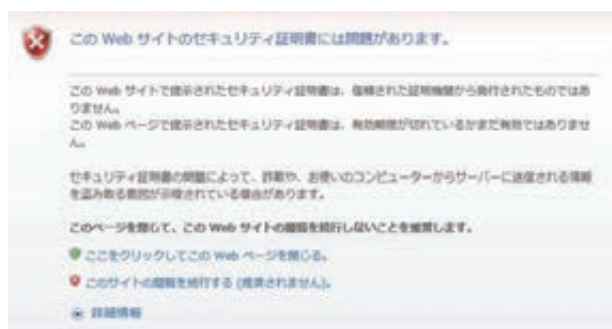 この Web サイトのセキュリティ証明書には問題があります。
この Web サイトで提示されたセキュリティ証明書は、信頼された証明機関から発行されたものではあ
りません。
この Web ページで提示されたセキュリティ証明書は、有効期限が切れているかまだ有効ではありませ
ん。
セキュリティ証明書の問題によって、詐欺や、お使いのコンピューターからサーバーに送信される情報
を盗み取る意図が示唆されている場合があります。
このページを閉じて、この Web サイトの閲覧を続行しないことを推奨します。
ここをクリックしてこの Web ページを閉じる。
このサイトの閲覧を続行する (推奨されません)。
詳細情報